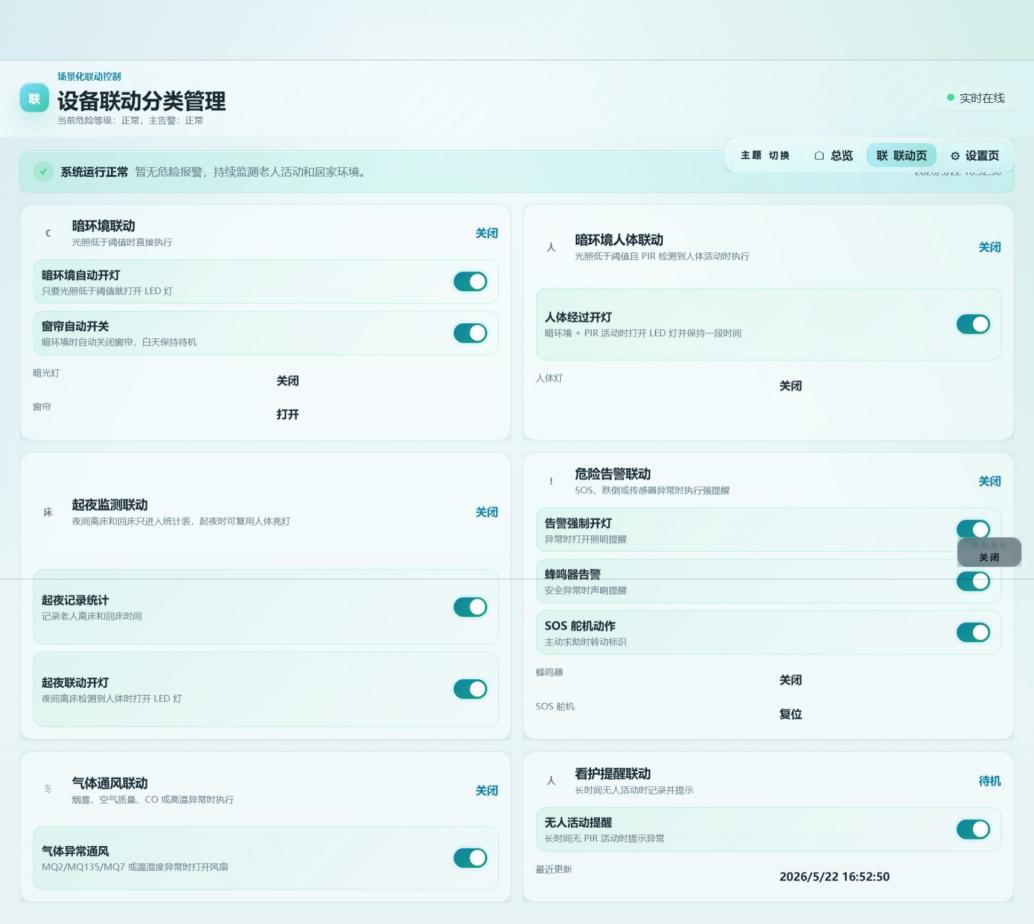 场景化联动控制
联
设备联动分类管理
当前危险等级：正常，主告警：正常
实时在线
主题 切换
总览
联 联动页
设置页
系统运行正常 暂无危险报警，持续监测老人活动和居家环境。
暗环境联动
光照低于阈值时直接执行
关闭
暗环境自动开灯
只要光照低于阈值就打开 LED 灯
窗帘自动开关
暗环境时自动关闭窗帘，白天保持待机
暗光灯
关闭
窗帘
打开
人
暗环境人体联动
光照低于阈值且 PIR 检测到人体活动时执行
关闭
人体经过开灯
暗环境 + PIR 活动时打开 LED 灯并保持一段时间
人体灯
关闭
床
起夜监测联动
夜间离床和回床只进入统计表，起夜时可复用人体亮灯
关闭
起夜记录统计
记录老人离床和回床时间
起夜联动开灯
夜间离床检测到人体时打开 LED 灯
!
危险告警联动
SOS、跌倒或传感器异常时执行强提醒
关闭
告警强制开灯
异常时打开照明提醒
关闭
蜂鸣器告警
安全异常时声响提醒
SOS 舵机动作
主动求助时转动标识
蜂鸣器
关闭
SOS 舵机
复位
气体通风联动
烟雾、空气质量、CO 或高温异常时执行
关闭
气体异常通风
MQ2/MQ135/MQ7 或温湿度异常时打开风扇
人
看护提醒联动
长时间无人活动时记录并提示
待机
无人活动提醒
长时间无 PIR 活动时提示异常
最近更新
2026/5/22 16:52:50